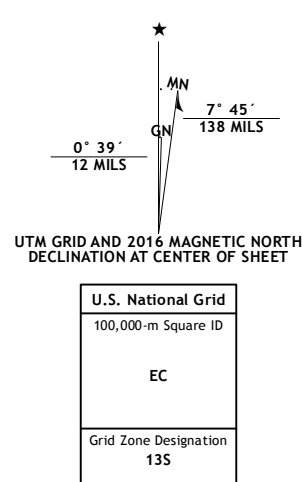 ★
MN
GN
7° 45´
138 MILS
0° 39´
12 MILS
UTM GRID AND 2016 MAGNETIC NORTH
DECLINATION AT CENTER OF SHEET
U.S. National Grid
100,000-m Square ID
EC
Grid Zone Designation
13S